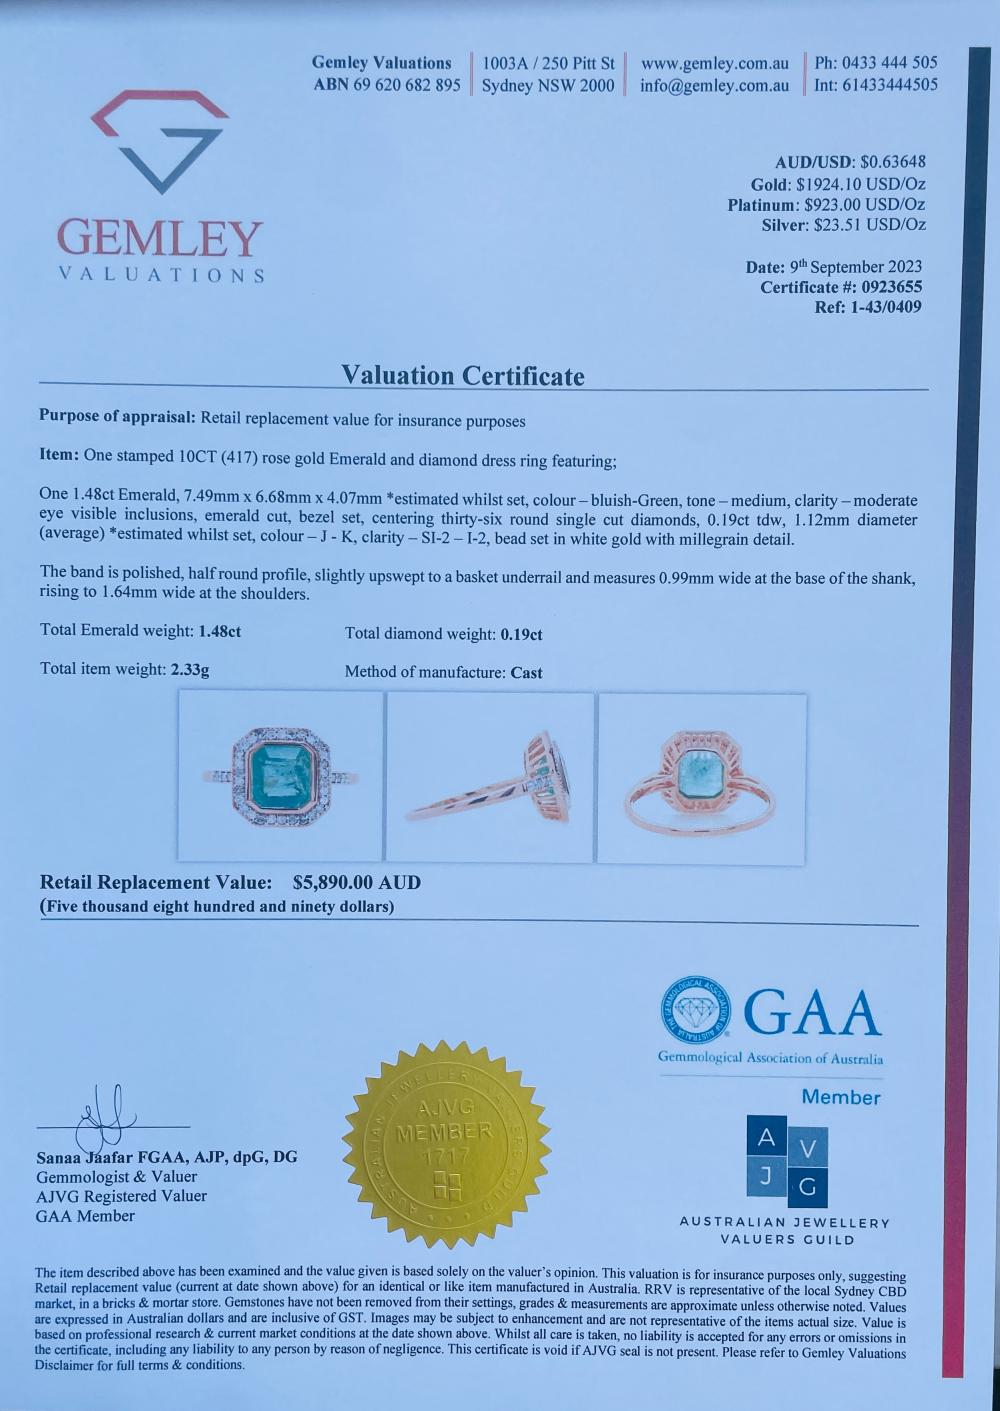 Gemley Valuations
ABN 69 620 682 895
1003A / 250 Pitt St
Sydney NSW 2000
www.gemley.com.au
info@gemley.com.au
Ph: 0433 444 505
Int: 61433444505
GEMLEY
VALUATIONS
AUD/USD: $0.63648
Gold: $1924.10 USD/Oz
Platinum: $923.00 USD/Oz
Silver: $23.51 USD/Oz
Date: 9th September 2023
Certificate #: 0923655
Ref: 1-43/0409
Valuation Certificate
Purpose of appraisal: Retail replacement value for insurance purposes
Item: One stamped 10CT (417) rose gold Emerald and diamond dress ring featuring;
One 1.48ct Emerald, 7.49mm x 6.68mm x 4.07mm *estimated whilst set, colour – bluish-Green, tone – medium, clarity – moderate
eye visible inclusions, emerald cut, bezel set, centering thirty-six round single cut diamonds, 0.19ct tdw, 1.12mm diameter
(average) *estimated whilst set, colour – J - K, clarity – SI-2 – I-2, bead set in white gold with millegrain detail.
The band is polished, half round profile, slightly upswept to a basket underrail and measures 0.99mm wide at the base of the shank,
rising to 1.64mm wide at the shoulders.
Total Emerald weight: 1.48ct
Total diamond weight: 0.19ct
Total item weight: 2.33g
Method of manufacture: Cast
Retail Replacement Value: $5,890.00 AUD
(Five thousand eight hundred and ninety dollars)
THE GEMMOLOGICAL ASSOCIATION OF AUSTRALIA
GAA
Gemmological Association of Australia
Member
AJVG
MEMBER
1717
A V
J G
AUSTRALIAN JEWELLERY
VALUERS GUILD
Sanaa Jaafar FGAA, AJP, dpG, DG
Gemmologist & Valuer
AJVG Registered Valuer
GAA Member
The item described above has been examined and the value given is based solely on the valuer's opinion. This valuation is for insurance purposes only, suggesting
Retail replacement value (current at date shown above) for an identical or like item manufactured in Australia. RRV is representative of the local Sydney CBD
market, in a bricks & mortar store. Gemstones have not been removed from their settings, grades & measurements are approximate unless otherwise noted. Values
are expressed in Australian dollars and are inclusive of GST. Images may be subject to enhancement and are not representative of the items actual size. Value is
based on professional research & current market conditions at the date shown above. Whilst all care is taken, no liability is accepted for any errors or omissions in
the certificate, including any liability to any person by reason of negligence. This certificate is void if AJVG seal is not present. Please refer to Gemley Valuations
Disclaimer for full terms & conditions.